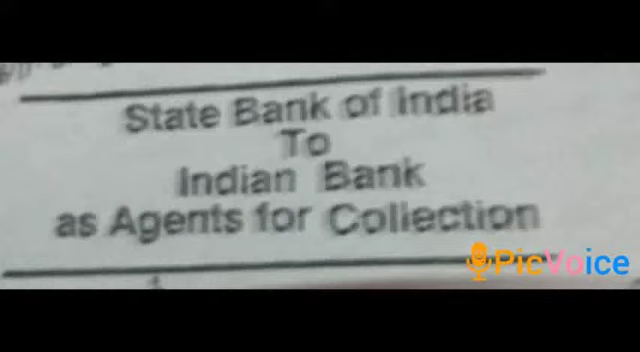 State Bank of India
To
Indian Bank
as Agents for Collection
PicVoice